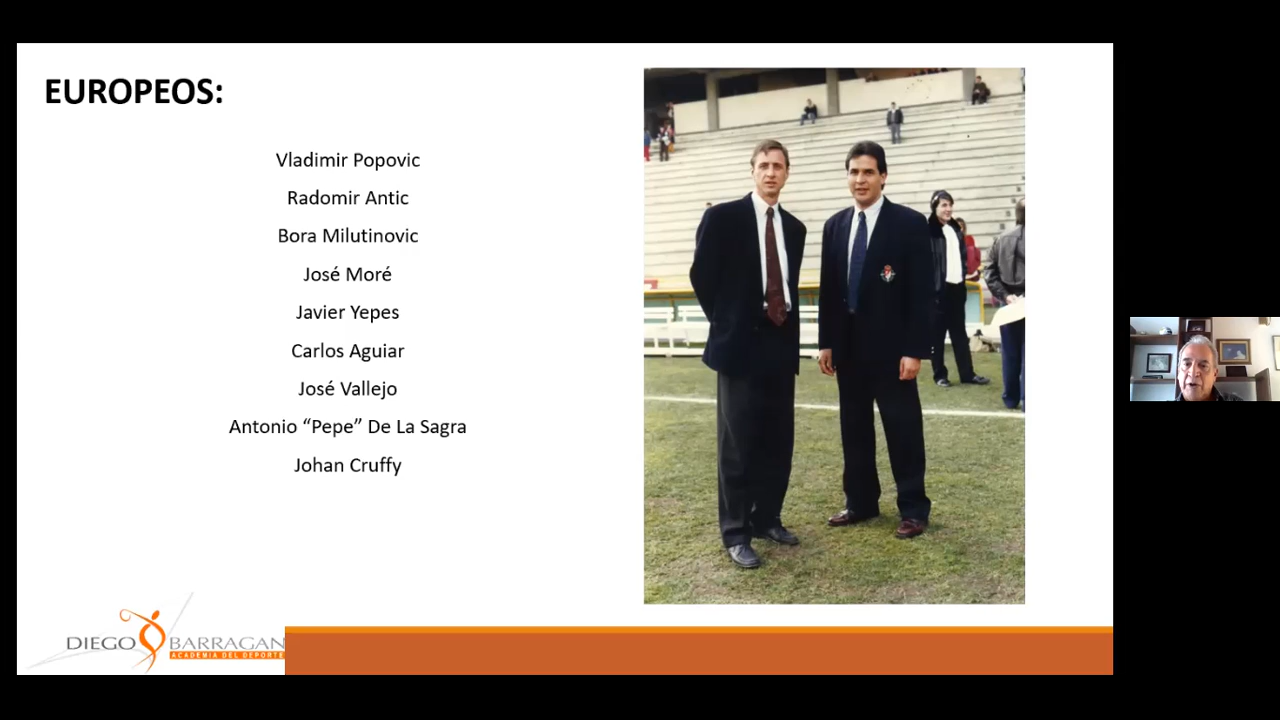 EUROPEOS:
Vladimir Popovic
Radomir Antic
Bora Milutinovic
José Moré
Javier Yepes
Carlos Aguiar
José Vallejo
Antonio “Pepe” De La Sagra
Johan Cruffy
DIEGO BARRAGAN
ACADEMIA DEL DEPORTE